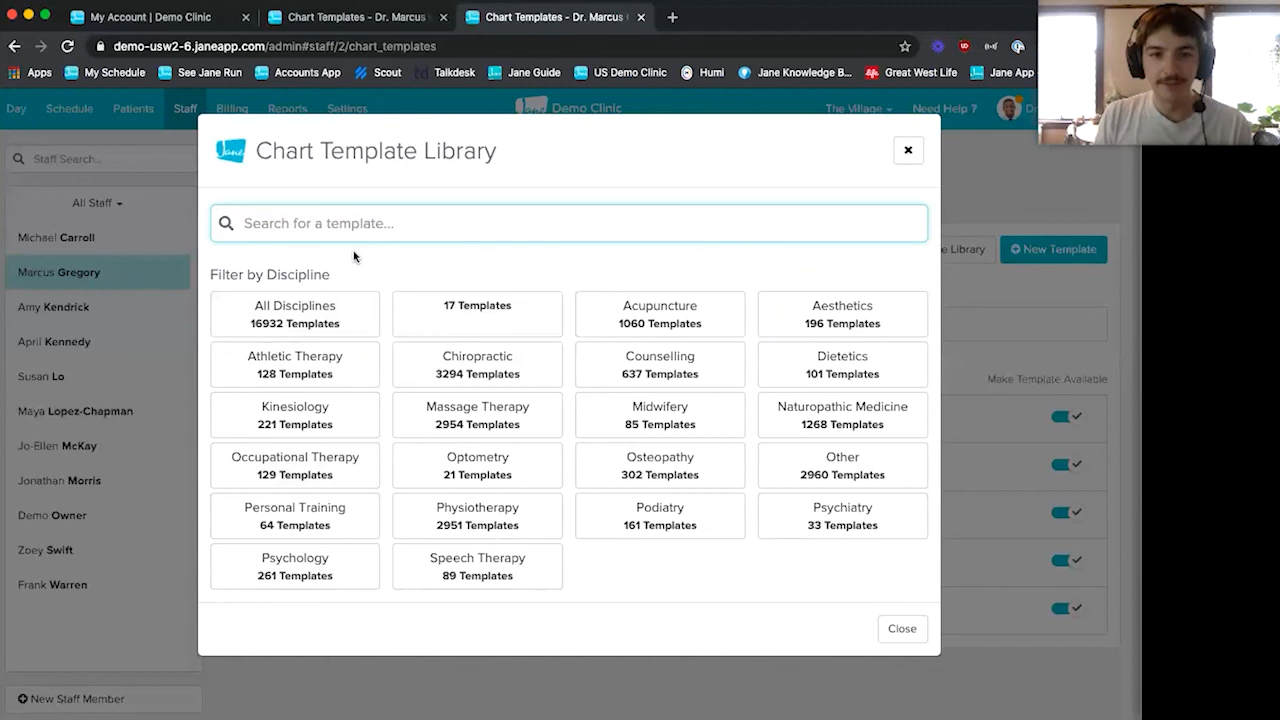 My Account | Demo Clinic
Chart Templates - Dr. Marcus
Chart Templates - Dr. Marcus
demo-usw2-6.janeapp.com/admin#staff/2/chart_templates
Apps
My Schedule
See Jane Run
Accounts App
Scout
Talkdesk
Jane Guide
US Demo Clinic
Humi
Jane Knowledge B...
Great West Life
Jane App -
Day
Schedule
Patients
Staff
Billing
Reports
Settings
Demo Clinic
The Village
Need Help ?
Staff Search...
All Staff
Michael Carroll
Marcus Gregory
Amy Kendrick
April Kennedy
Susan Lo
Maya Lopez-Chapman
Jo-Ellen McKay
Jonathan Morris
Demo Owner
Zoey Swift
Frank Warren
New Staff Member
Jane
Chart Template Library
Search for a template...
Filter by Discipline
All Disciplines
16932 Templates
17 Templates
Acupuncture
1060 Templates
Aesthetics
196 Templates
Athletic Therapy
128 Templates
Chiropractic
3294 Templates
Counselling
637 Templates
Dietetics
101 Templates
Kinesiology
221 Templates
Massage Therapy
2954 Templates
Midwifery
85 Templates
Naturopathic Medicine
1268 Templates
Occupational Therapy
129 Templates
Optometry
21 Templates
Osteopathy
302 Templates
Other
2960 Templates
Personal Training
64 Templates
Physiotherapy
2951 Templates
Podiatry
161 Templates
Psychiatry
33 Templates
Psychology
261 Templates
Speech Therapy
89 Templates
Close
Library
New Template
Make Template Available